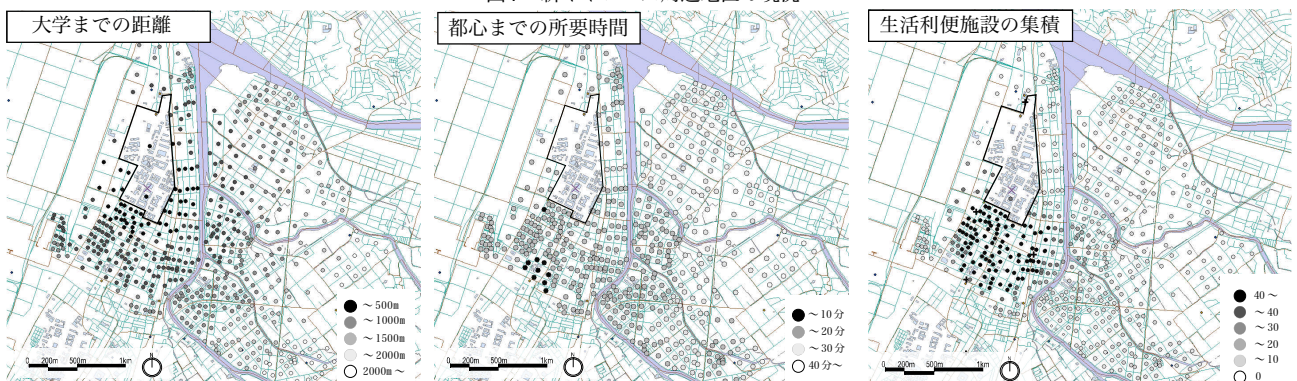 大学までの距離
～500m
～1000m
～1500m
～2000m
2000m～
0 200m 500m 1km
N
都心までの所要時間
～10分
～20分
～30分
40分～
0 200m 500m 1km
N
生活利便施設の集積
40～
～40
～30
～20
～10
0
0 200m 500m 1km
N